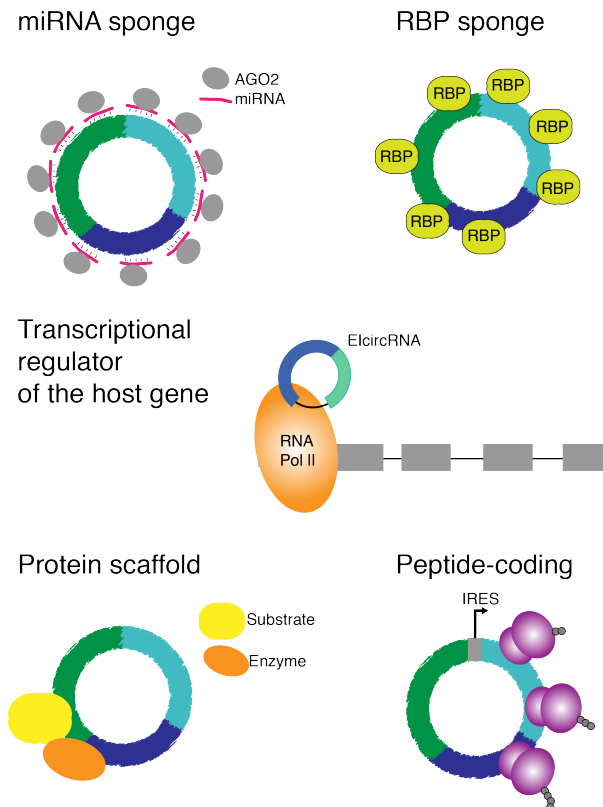 miRNA sponge
AGO2
miRNA
RBP sponge
RBP
RBP
RBP
RBP
RBP
RBP
RBP
Transcriptional
regulator
of the host gene
EIcircRNA
RNA
Pol II
Protein scaffold
Substrate
Enzyme
Peptide-coding
IRES